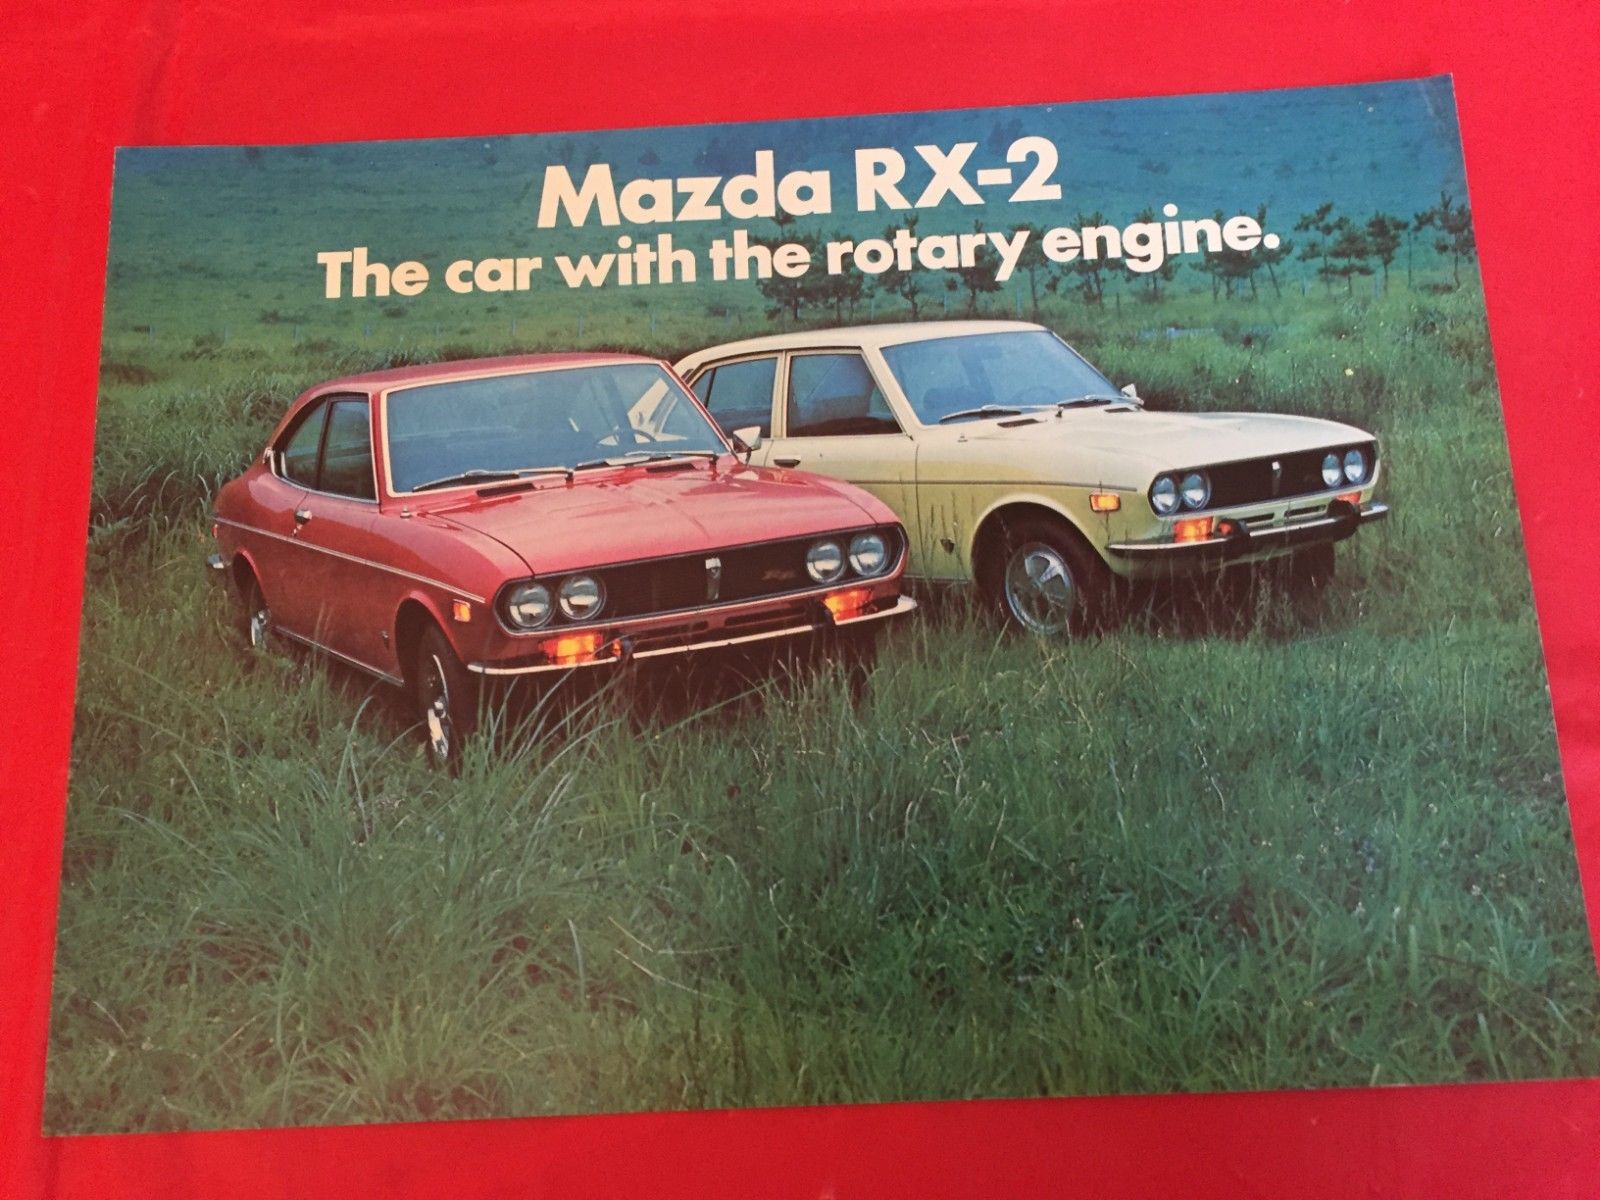 Mazda RX-2
The car with the rotary engine.